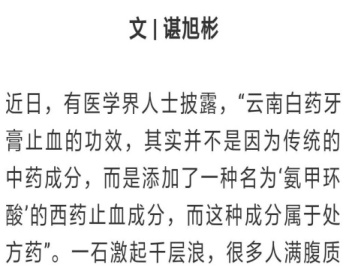 文 | 谌旭彬
近日，有医学界人士披露，“云南白药牙
膏止血的功效，其实并不是因为传统的
中药成分，而是添加了一种名为‘氨甲环
酸’的西药止血成分，而这种成分属于处
方药”。一石激起千层浪，很多人满腹质